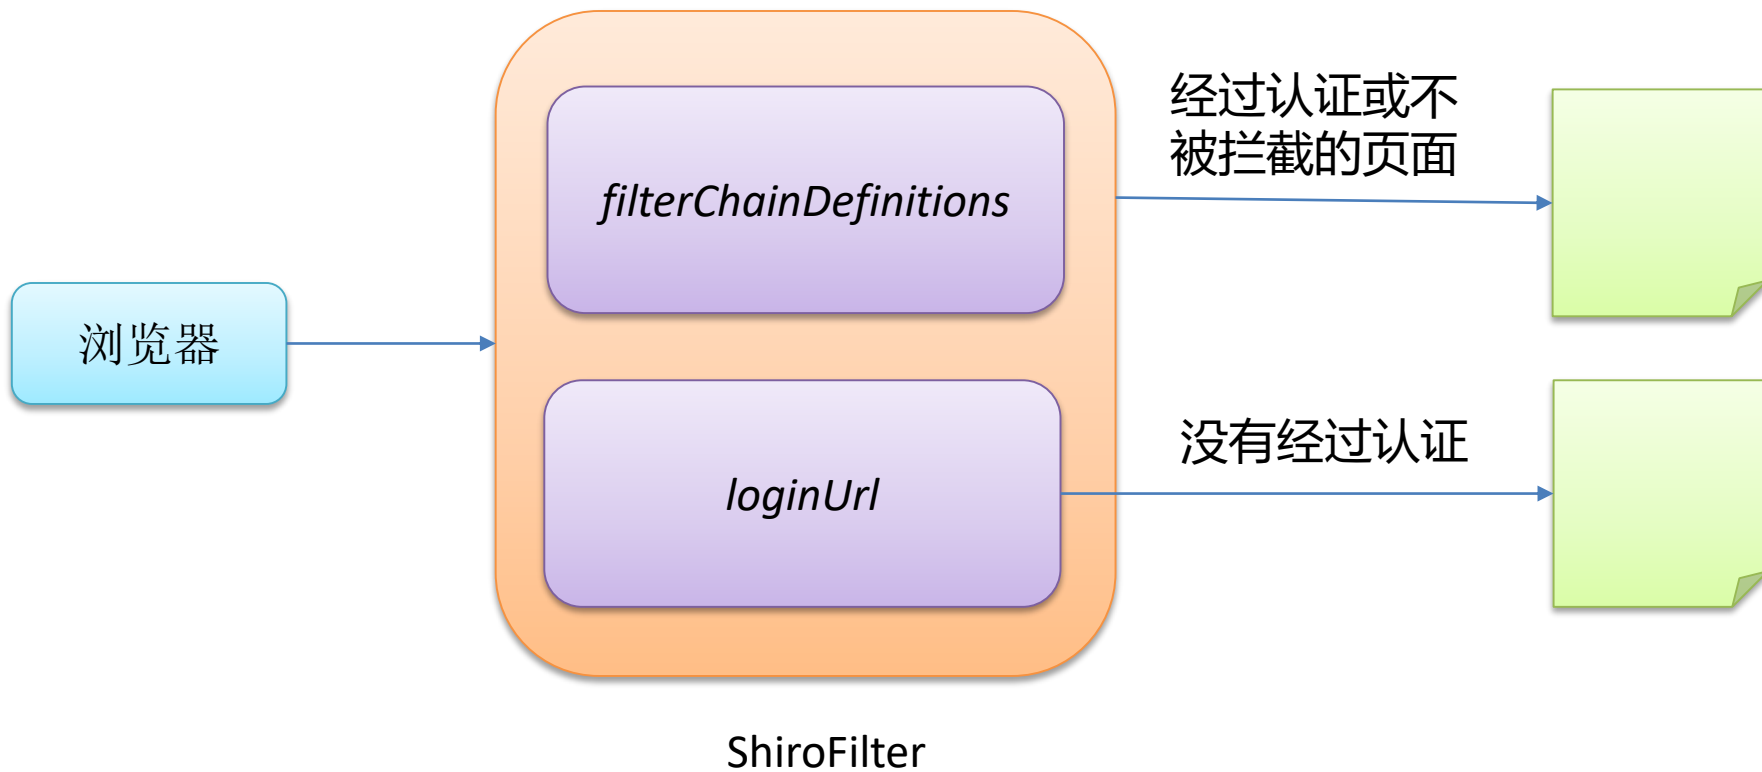 经过认证或不
被拦截的页面
filterChainDefinitions
浏览器
没有经过认证
loginUrl
ShiroFilter